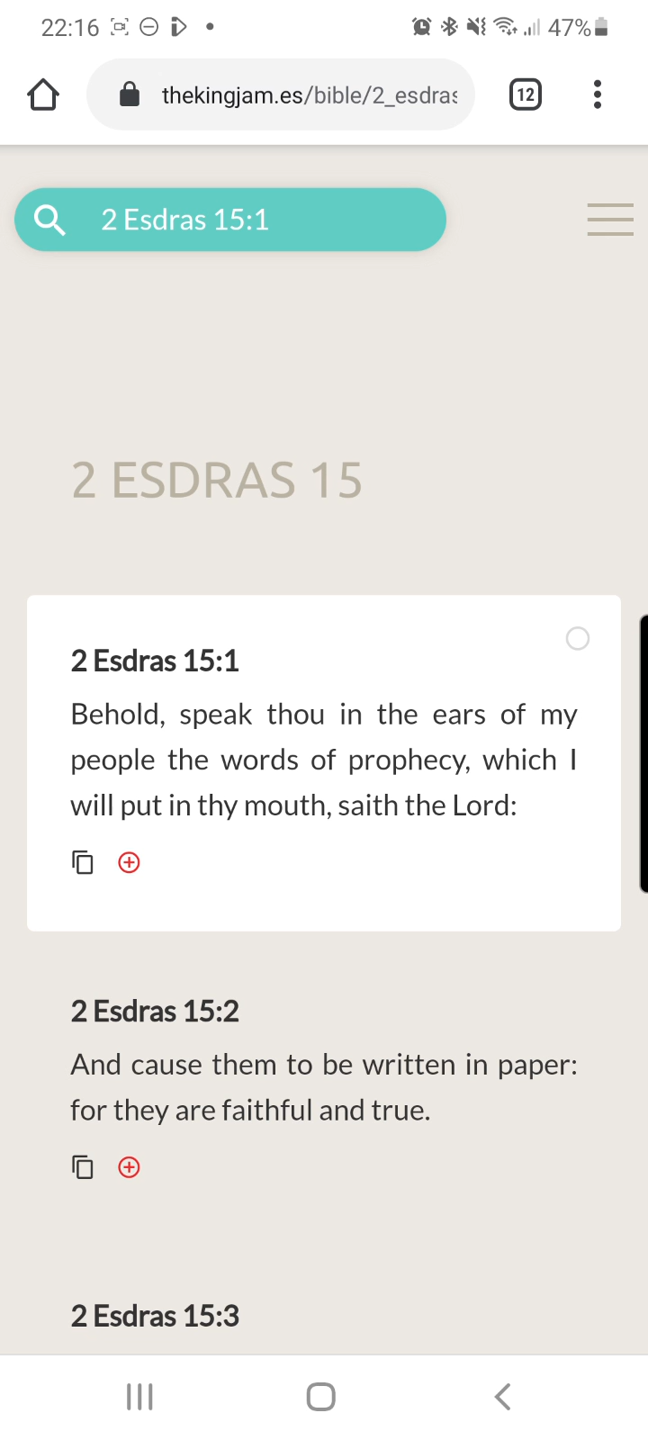 22:16
47%
thekingjam.es/bible/2_esdras
12
2 Esdras 15:1
2 ESDRAS 15
2 Esdras 15:1
Behold, speak thou in the ears of my
people the words of prophecy, which I
will put in thy mouth, saith the Lord:
2 Esdras 15:2
And cause them to be written in paper:
for they are faithful and true.
2 Esdras 15:3